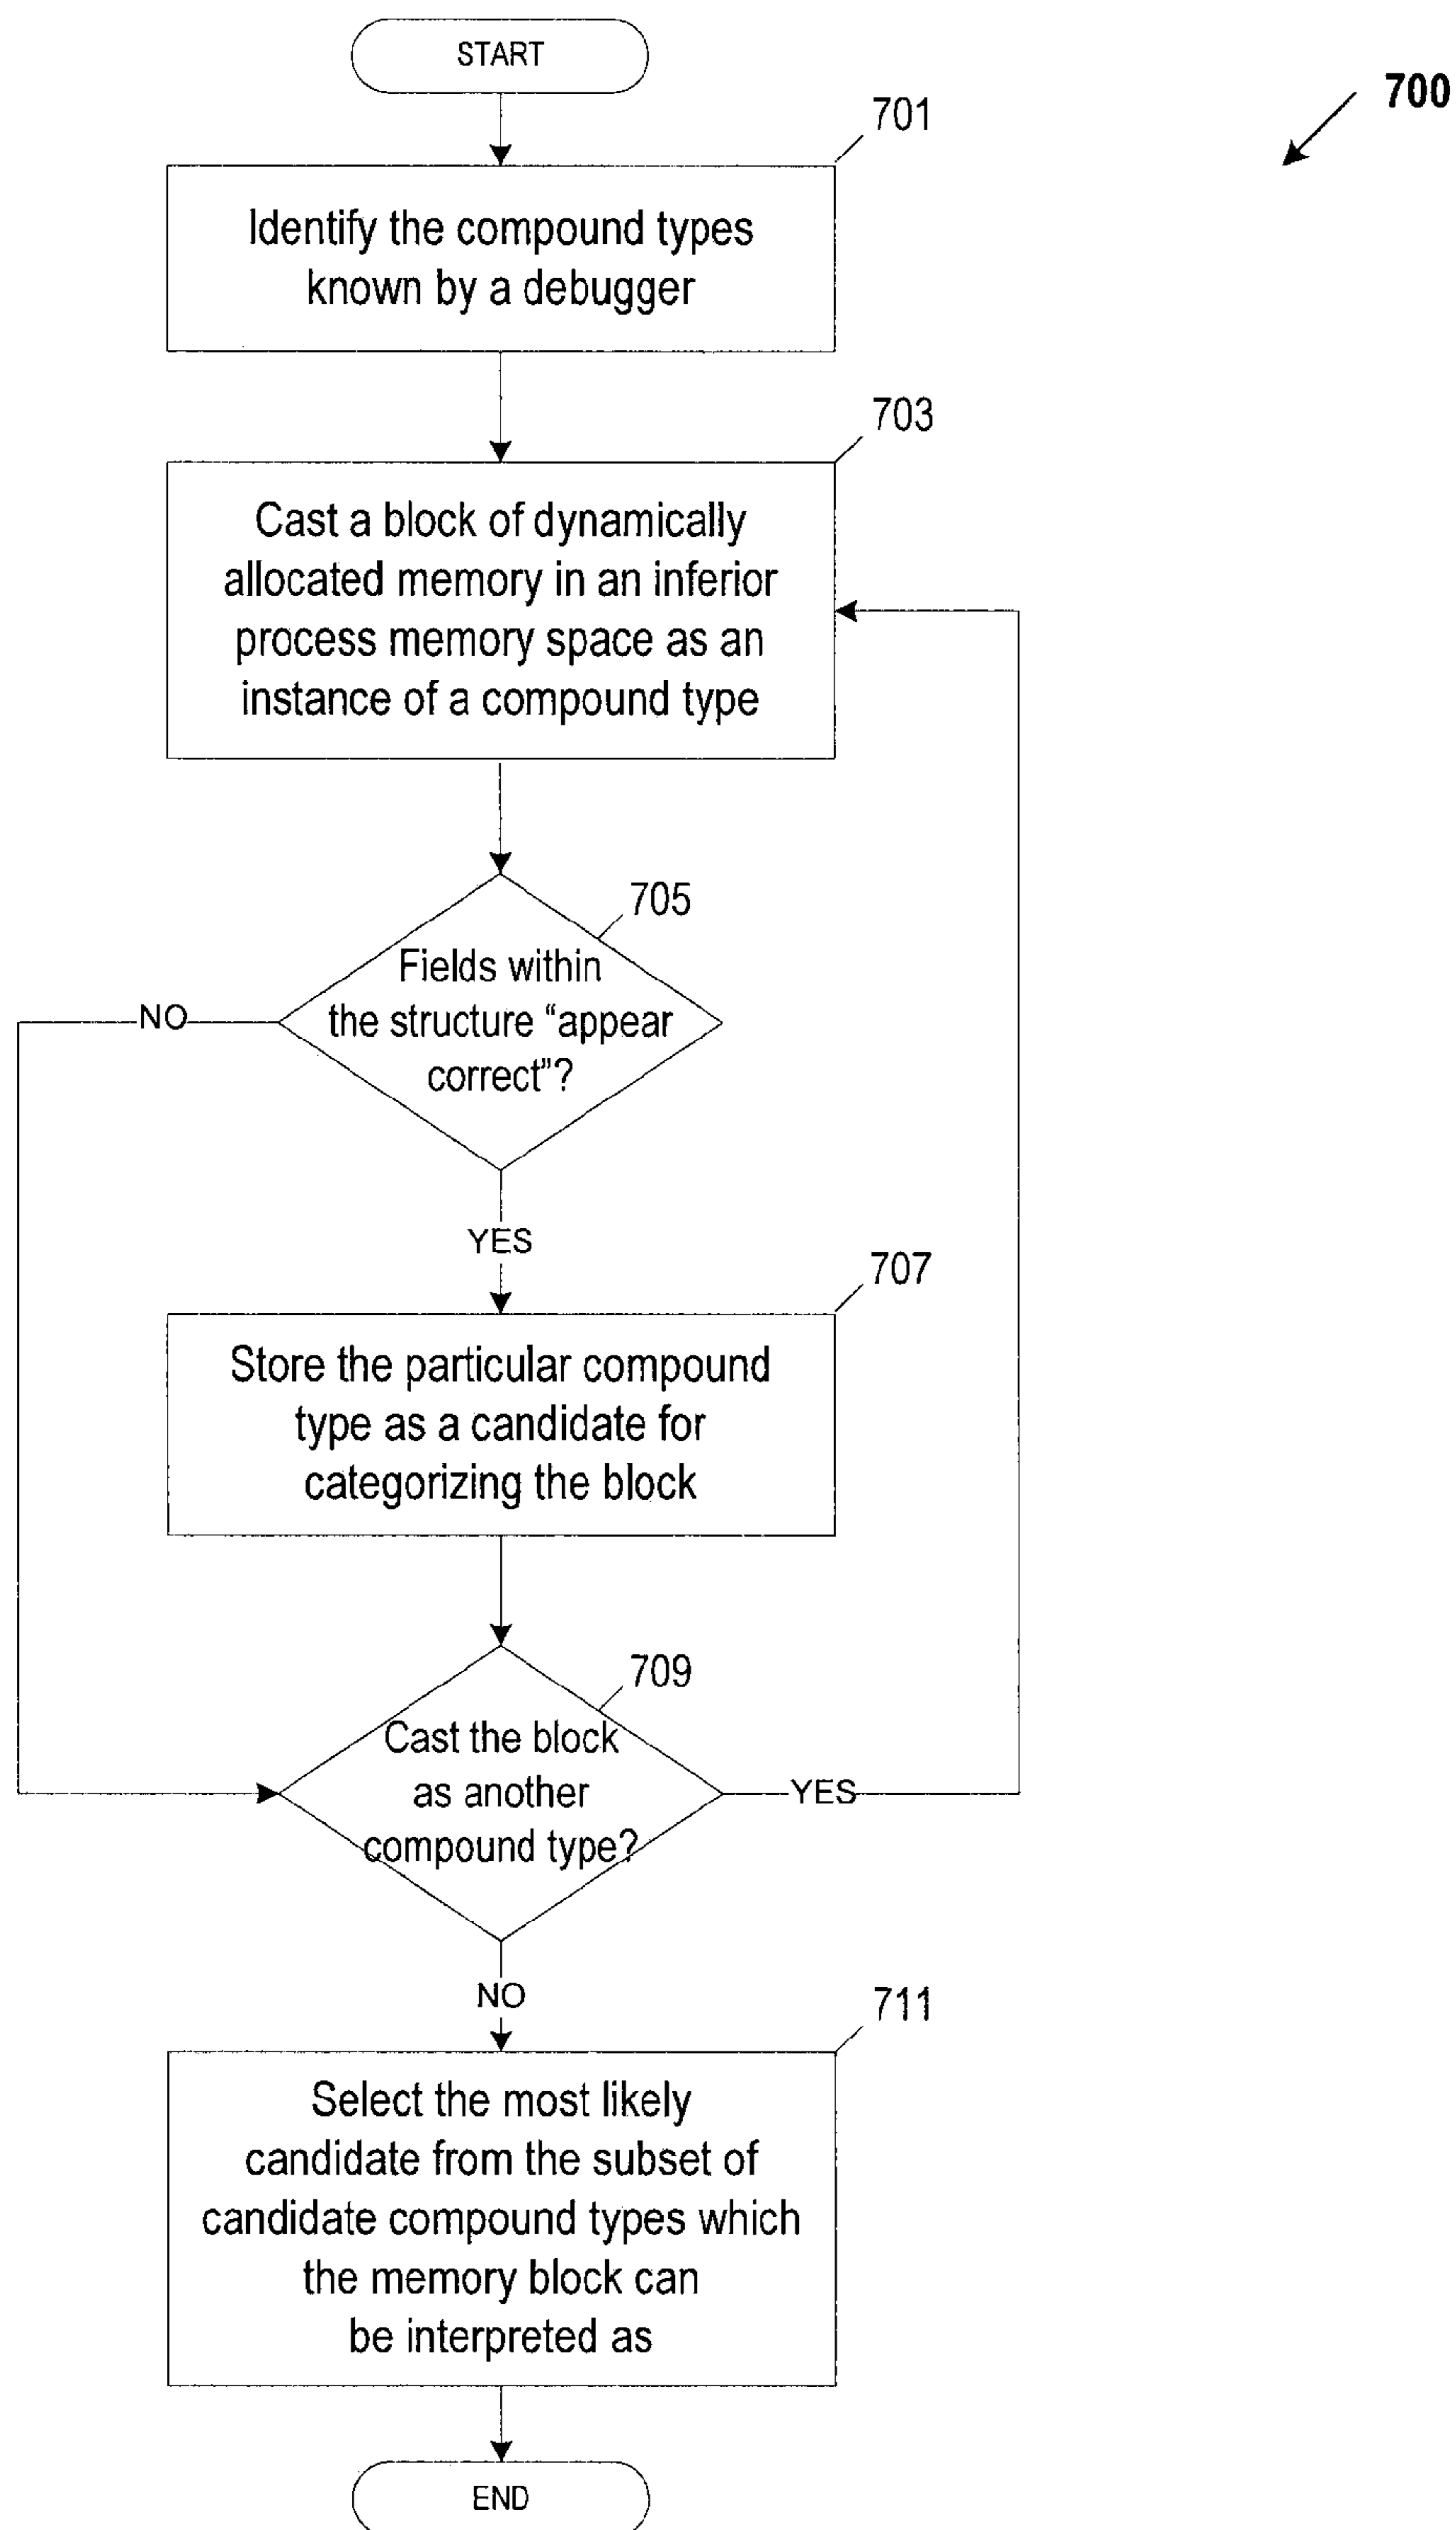 START
700
701
Identify the compound types
known by a debugger
703
Cast a block of dynamically
allocated memory in an inferior
process memory space as an
instance of a compound type
705
Fields within
the structure “appear
correct”?
NO
YES
707
Store the particular compound
type as a candidate for
categorizing the block
709
Cast the block
as another
compound type?
YES
NO
711
Select the most likely
candidate from the subset of
candidate compound types which
the memory block can
be interpreted as
END